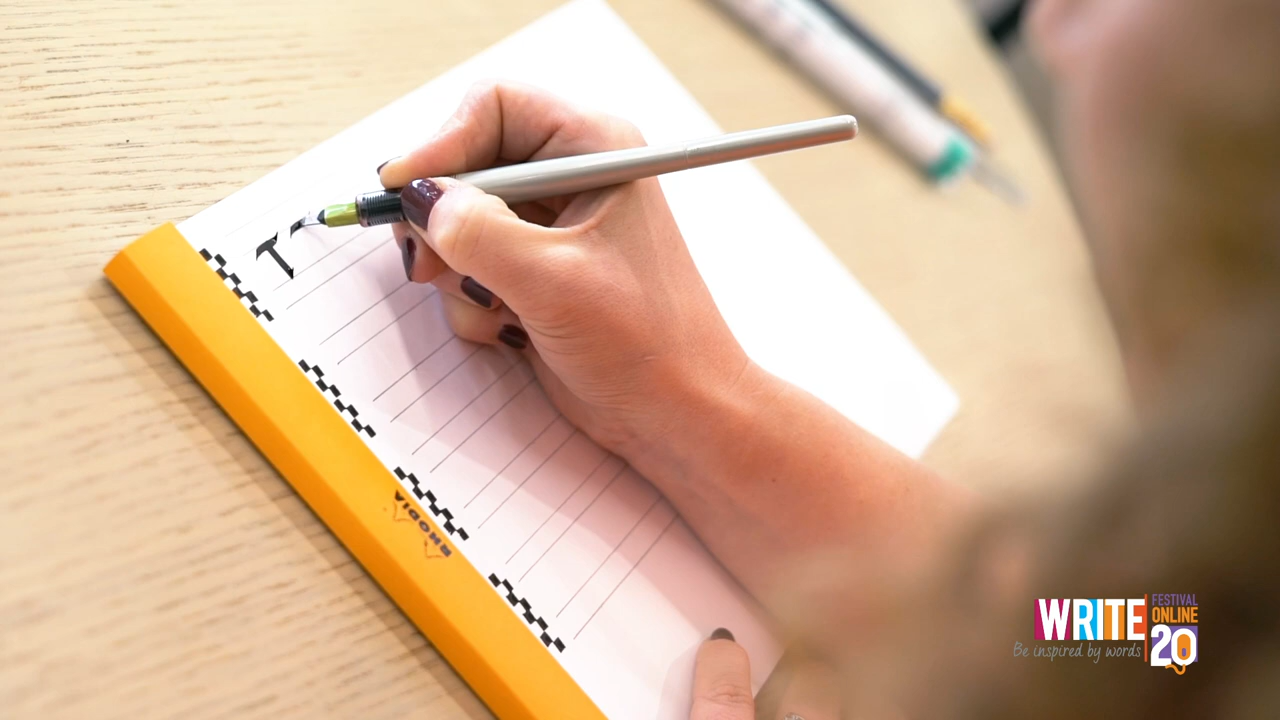 T
RHODIA
WRITE
FESTIVAL
ONLINE
20
Be inspired by words